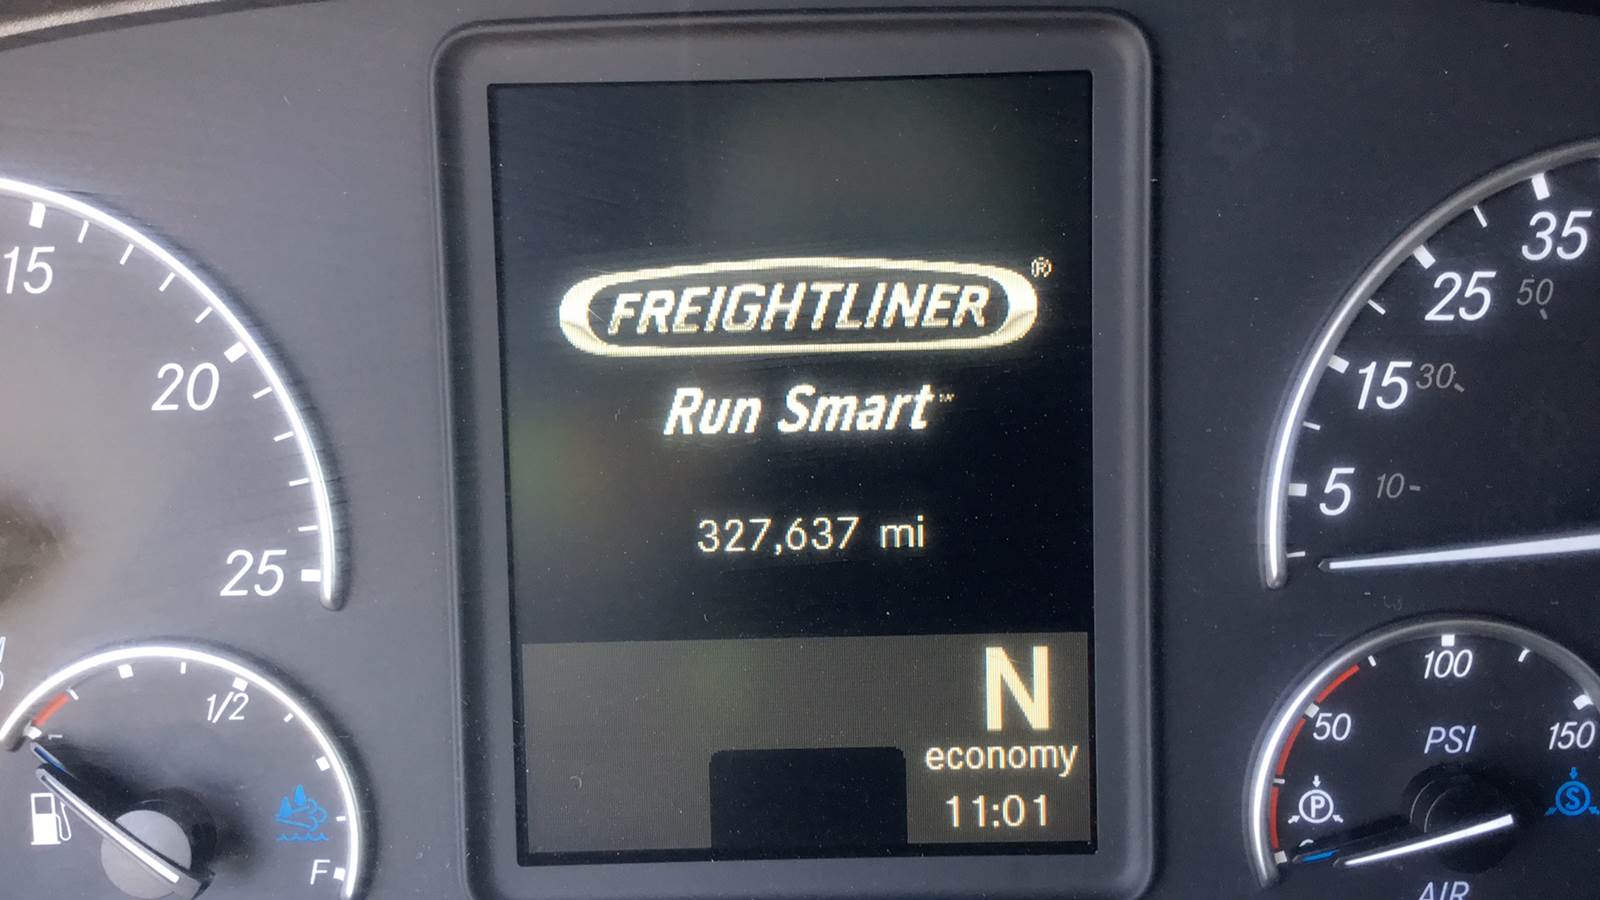 15
20
25
1/2
F
FREIGHTLINER®
Run Smart™
327,637 mi
N
economy
11:01
35
25 50
15 30
5 10
100
50
PSI
150
P
S
AIR